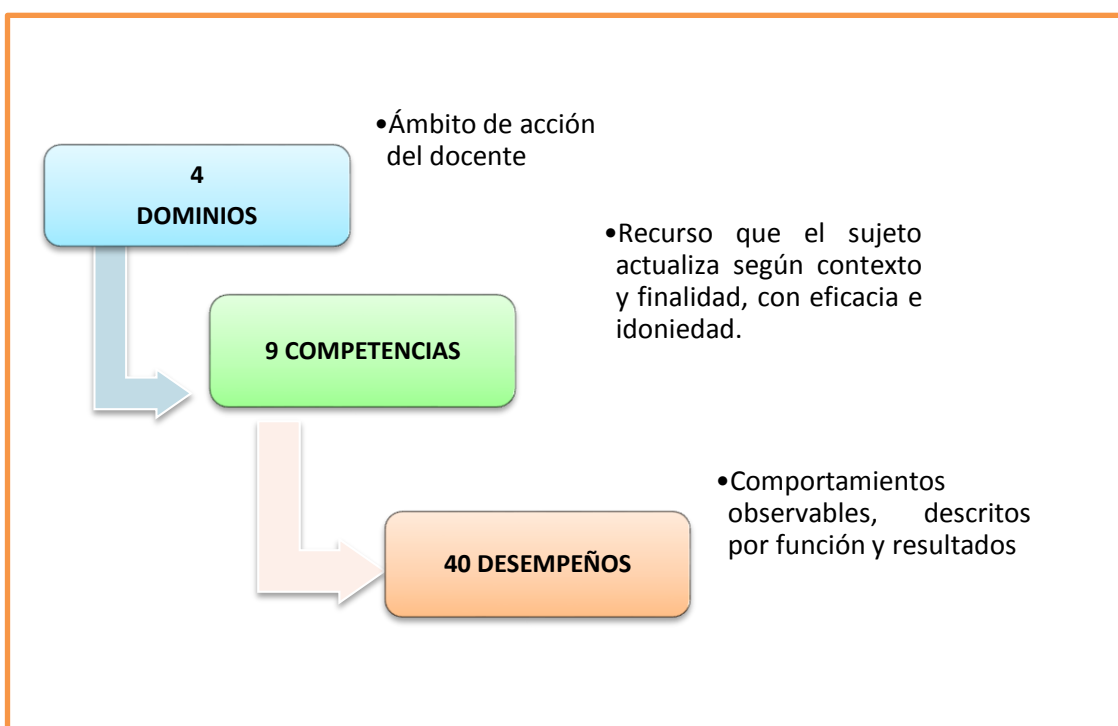 •Ámbito de acción
del docente
4
DOMINIOS
•Recurso que el sujeto
actualiza según contexto
y finalidad, con eficacia e
idoniedad.
9 COMPETENCIAS
•Comportamientos
observables, descritos
por función y resultados
40 DESEMPEÑOS